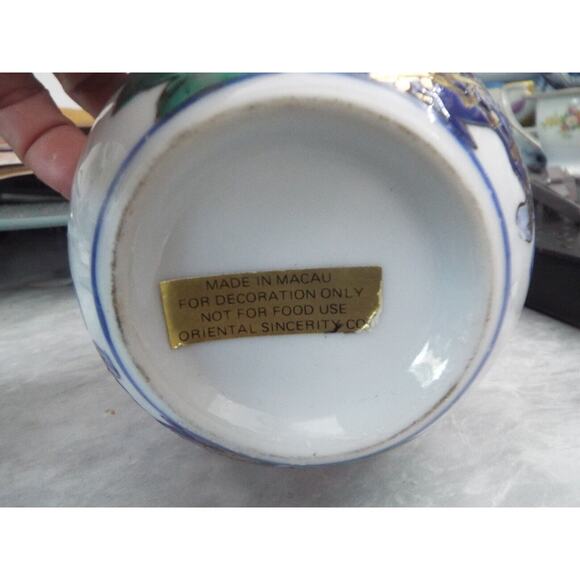 MADE IN MACAU
FOR DECORATION ONLY
NOT FOR FOOD USE
ORIENTAL SINCERITY CO